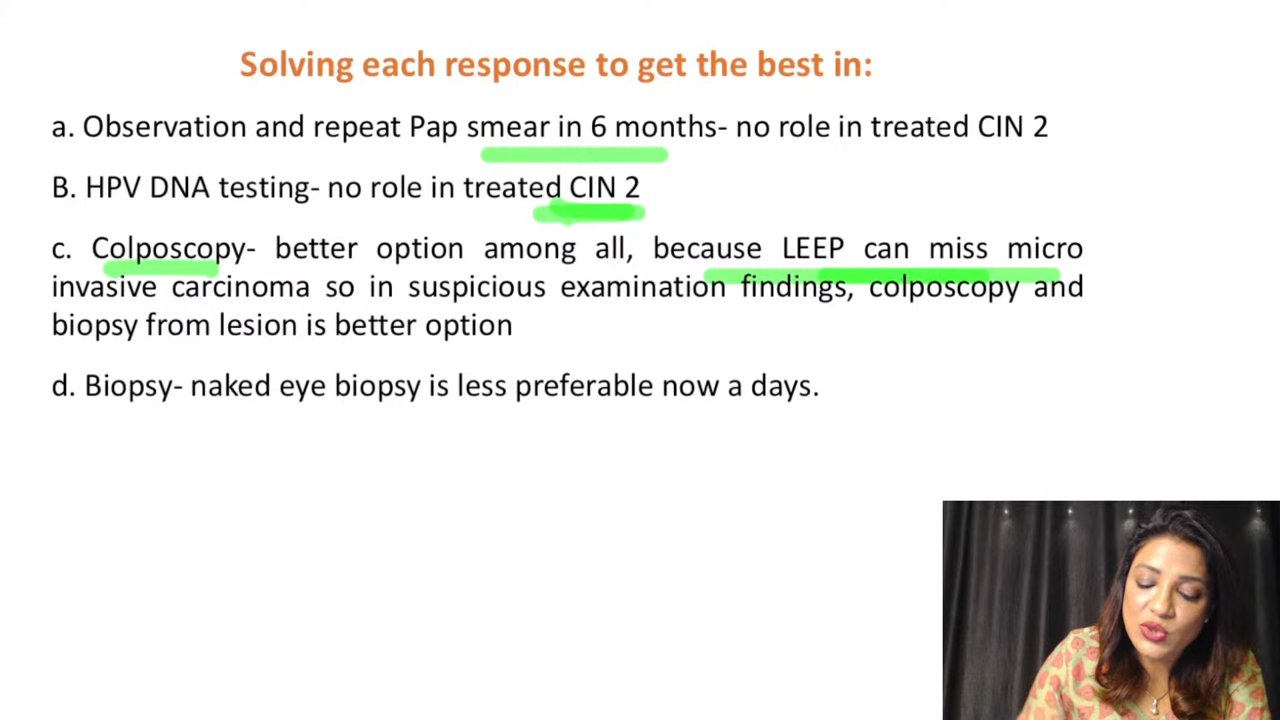 Solving each response to get the best in:
a. Observation and repeat Pap smear in 6 months- no role in treated CIN 2
B. HPV DNA testing- no role in treated CIN 2
c. Colposcopy- better option among all, because LEEP can miss micro
invasive carcinoma so in suspicious examination findings, colposcopy and
biopsy from lesion is better option
d. Biopsy- naked eye biopsy is less preferable now a days.